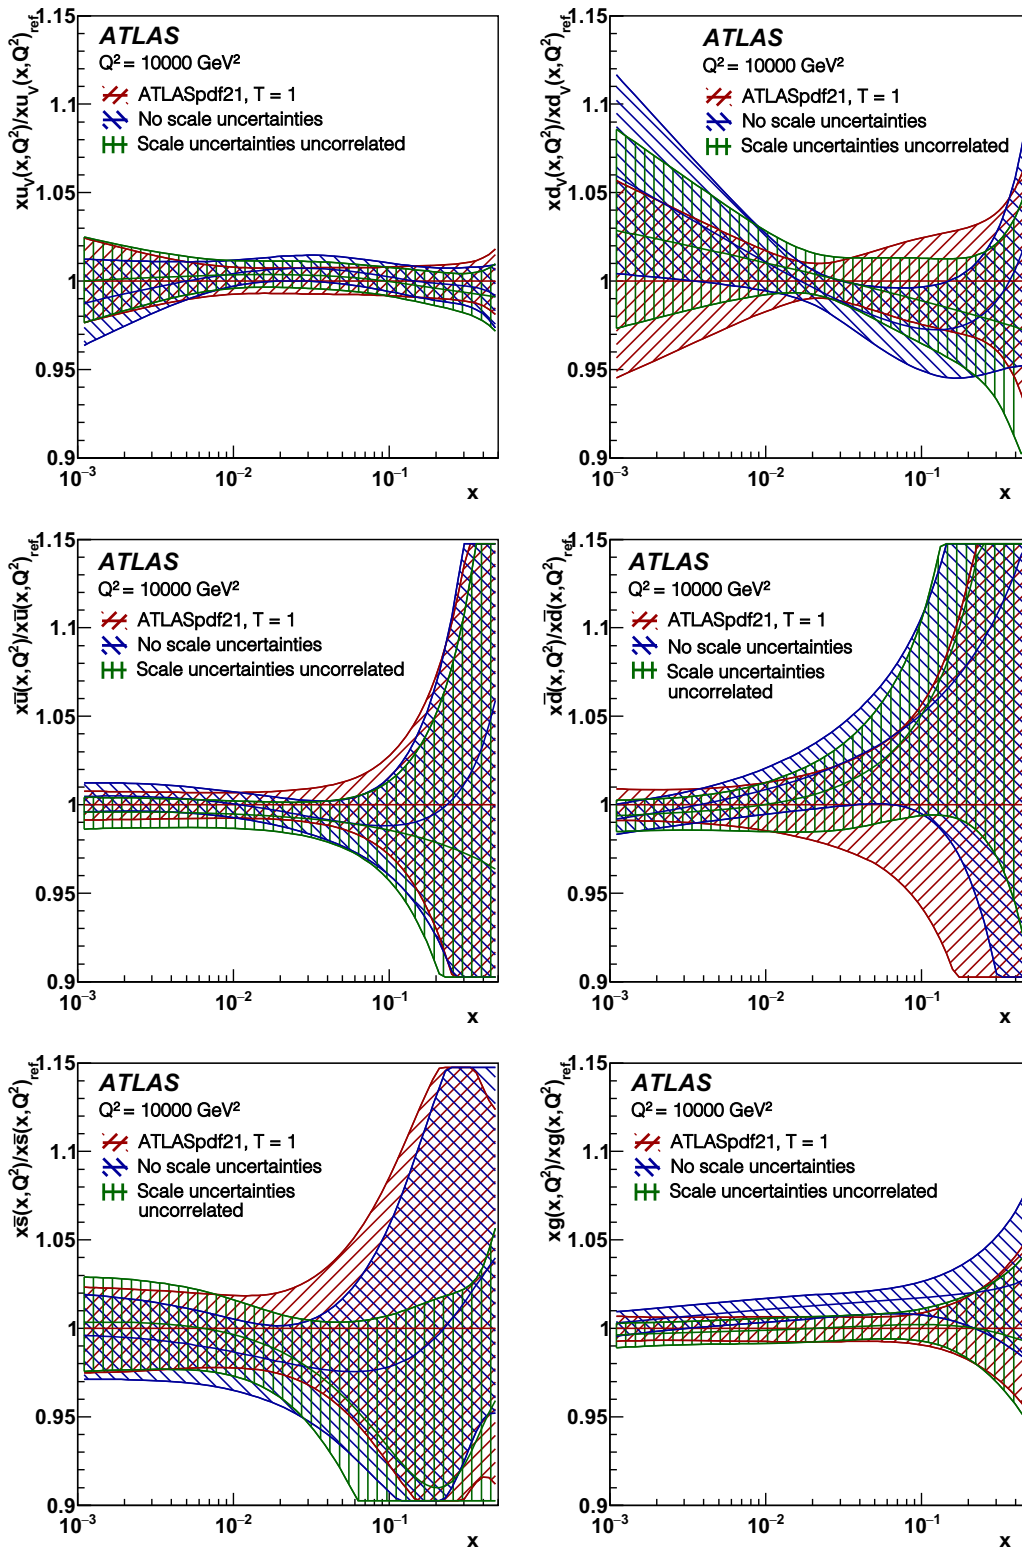 xu_V(x,Q²)/xu_V(x,Q²)_ref
1.15
1.1
1.05
1
0.95
0.9
ATLAS
Q² = 10000 GeV²
ATLASpdf21, T = 1
No scale uncertainties
Scale uncertainties uncorrelated
10⁻³
10⁻²
10⁻¹
x
xd_V(x,Q²)/xd_V(x,Q²)_ref
1.15
1.1
1.05
1
0.95
0.9
ATLAS
Q² = 10000 GeV²
ATLASpdf21, T = 1
No scale uncertainties
Scale uncertainties uncorrelated
10⁻³
10⁻²
10⁻¹
x
xu̅(x,Q²)/xu̅(x,Q²)_ref
1.15
1.1
1.05
1
0.95
0.9
ATLAS
Q² = 10000 GeV²
ATLASpdf21, T = 1
No scale uncertainties
Scale uncertainties uncorrelated
10⁻³
10⁻²
10⁻¹
x
xd̅(x,Q²)/xd̅(x,Q²)_ref
1.15
1.1
1.05
1
0.95
0.9
ATLAS
Q² = 10000 GeV²
ATLASpdf21, T = 1
No scale uncertainties
Scale uncertainties
uncorrelated
10⁻³
10⁻²
10⁻¹
x
xs̅(x,Q²)/xs̅(x,Q²)_ref
1.15
1.1
1.05
1
0.95
0.9
ATLAS
Q² = 10000 GeV²
ATLASpdf21, T = 1
No scale uncertainties
Scale uncertainties
uncorrelated
10⁻³
10⁻²
10⁻¹
x
xg(x,Q²)/xg(x,Q²)_ref
1.15
1.1
1.05
1
0.95
0.9
ATLAS
Q² = 10000 GeV²
ATLASpdf21, T = 1
No scale uncertainties
Scale uncertainties uncorrelated
10⁻³
10⁻²
10⁻¹
x